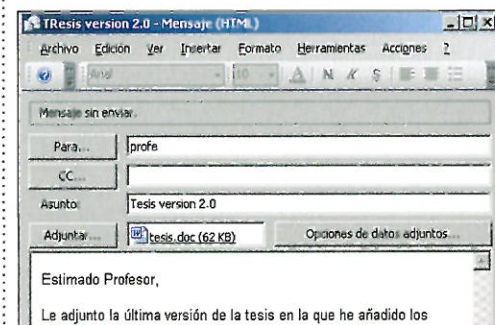 TResis version 2.0 - Mensaje (HTML)
Archivo Edición Ver Insertar Formato Herramientas Acciones ?
Arial 10 A N K S
Mensaje sin enviar.
Para... profe
CC...
Asunto: Tesis version 2.0
Adjuntar... tesis.doc (62 KB) Opciones de datos adjuntos...
Estimado Profesor,
Le adjunto la última versión de la tesis en la que he añadido los